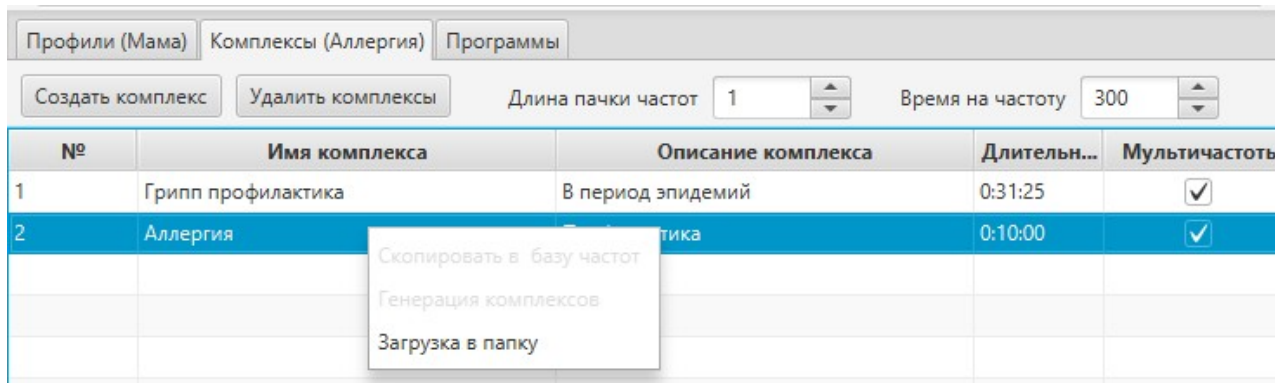 Профили (Мама) Комплексы (Аллергия) Программы
Создать комплекс Удалить комплексы Длина пачки частот 1 Время на частоту 300
№ Имя комплекса Описание комплекса Длительн... Мультичастоты
1 Грипп профилактика В период эпидемий 0:31:25
2 Аллергия 0:10:00
Скопировать в базу частот
Генерация комплексов
Загрузка в папку